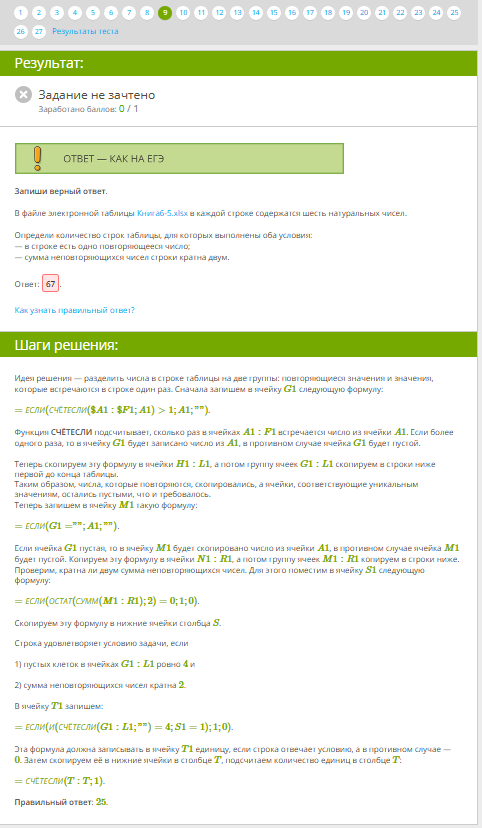 1 2 3 4 5 6 7 8 9 10 11 12 13 14 15 16 17 18 19 20 21 22 23 24 25
26 27 Результаты теста
Результат:
Задание не зачтено
Заработано баллов: 0 / 1
ОТВЕТ — КАК НА ЕГЭ
Запиши верный ответ.
В файле электронной таблицы Книга6-5.xlsx в каждой строке содержатся шесть натуральных чисел.
Определи количество строк таблицы, для которых выполнены оба условия:
— в строке есть одно повторяющееся число;
— сумма неповторяющихся чисел строки кратна двум.
Ответ: 67.
Как узнать правильный ответ?
Шаги решения:
Идея решения — разделить числа в строке таблицы на две группы: повторяющиеся значения и значения,
которые встречаются в строке один раз. Сначала запишем в ячейку G1 следующую формулу:
= ЕСЛИ(СЧЁТЕСЛИ($A1 : $F1; A1) > 1; A1; "").
Функция СЧЁТЕСЛИ подсчитывает, сколько раз в ячейках A1 : F1 встречается число из ячейки A1. Если более
одного раза, то в ячейку G1 будет записано число из A1, в противном случае ячейка G1 будет пустой.
Теперь скопируем эту формулу в ячейки H1 : L1, а потом группу ячеек G1 : L1 скопируем в строки ниже
первой до конца таблицы.
Таким образом, числа, которые повторяются, скопировались, а ячейки, соответствующие уникальным
значениям, остались пустыми, что и требовалось.
Теперь запишем в ячейку M1 такую формулу:
= ЕСЛИ(G1 =""; A1; "").
Если ячейка G1 пустая, то в ячейку M1 будет скопировано число из ячейки A1, в противном случае ячейка M1
будет пустой. Копируем эту формулу в ячейки N1 : R1, а потом группу ячеек M1 : R1 копируем в строки ниже.
Проверим, кратна ли двум сумма неповторяющихся чисел. Для этого поместим в ячейку S1 следующую
формулу:
= ЕСЛИ(ОСТАТ(СУММ(M1 : R1); 2) = 0; 1; 0).
Скопируем эту формулу в нижние ячейки столбца S.
Строка удовлетворяет условию задачи, если
1) пустых клеток в ячейках G1 : L1 ровно 4 и
2) сумма неповторяющихся чисел кратна 2.
В ячейку T1 запишем:
= ЕСЛИ(И(СЧЁТЕСЛИ(G1 : L1; "") = 4; S1 = 1); 1; 0).
Эта формула должна записывать в ячейку T1 единицу, если строка отвечает условию, а в противном случае —
0. Затем скопируем её в нижние ячейки в столбце T, подсчитаем количество единиц в столбце T:
= СЧЁТЕСЛИ(T : T; 1).
Правильный ответ: 25.